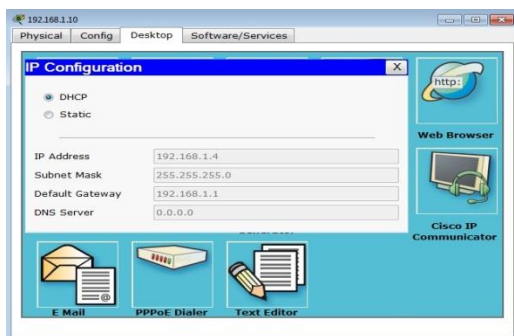 192.168.1.10
Physical Config Desktop Software/Services
IP Configuration X
DHCP
Static
IP Address 192.168.1.4
Subnet Mask 255.255.255.0
Default Gateway 192.168.1.1
DNS Server 0.0.0.0
http:
Web Browser
Cisco IP
Communicator
E Mail
PPPoE Dialer
Text Editor